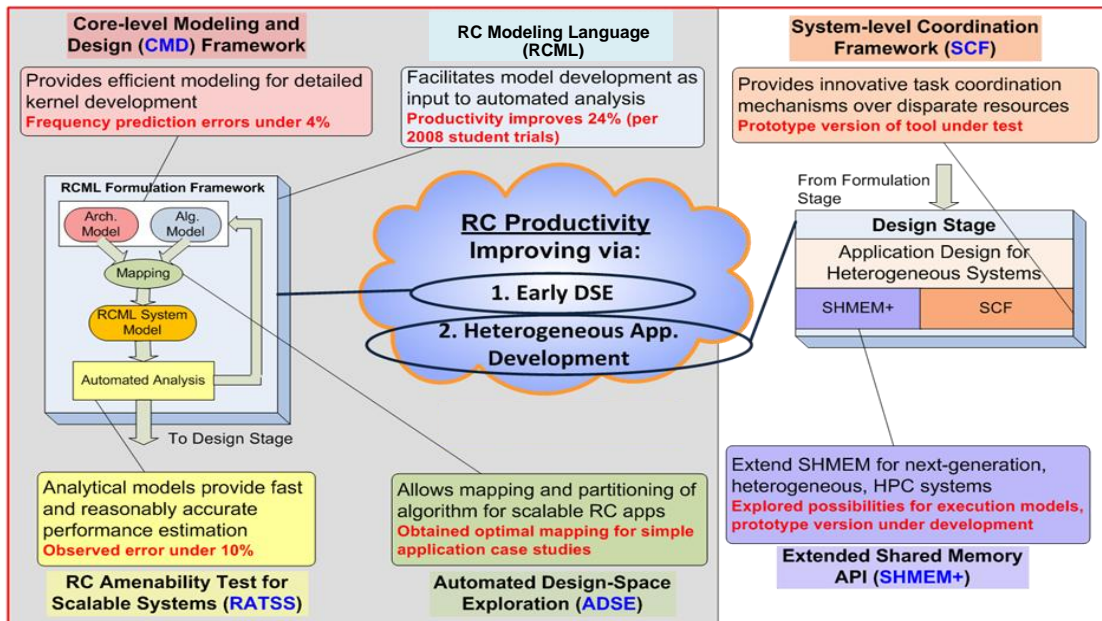 Core-level Modeling and
Design (CMD) Framework
Provides efficient modeling for detailed
kernel development
Frequency prediction errors under 4%
RC Modeling Language
(RCML)
Facilitates model development as
input to automated analysis
Productivity improves 24% (per
2008 student trials)
System-level Coordination
Framework (SCF)
Provides innovative task coordination
mechanisms over disparate resources
Prototype version of tool under test
RCML Formulation Framework
Arch.
Model
Alg.
Model
Mapping
RCML System
Model
Automated Analysis
To Design Stage
RC Productivity
Improving via:
1. Early DSE
2. Heterogeneous App.
Development
From Formulation
Stage
Design Stage
Application Design for
Heterogeneous Systems
SHMEM+
SCF
Analytical models provide fast
and reasonably accurate
performance estimation
Observed error under 10%
RC Amenability Test for
Scalable Systems (RATSS)
Allows mapping and partitioning of
algorithm for scalable RC apps
Obtained optimal mapping for simple
application case studies
Automated Design-Space
Exploration (ADSE)
Extend SHMEM for next-generation,
heterogeneous, HPC systems
Explored possibilities for execution models,
prototype version under development
Extended Shared Memory
API (SHMEM+)